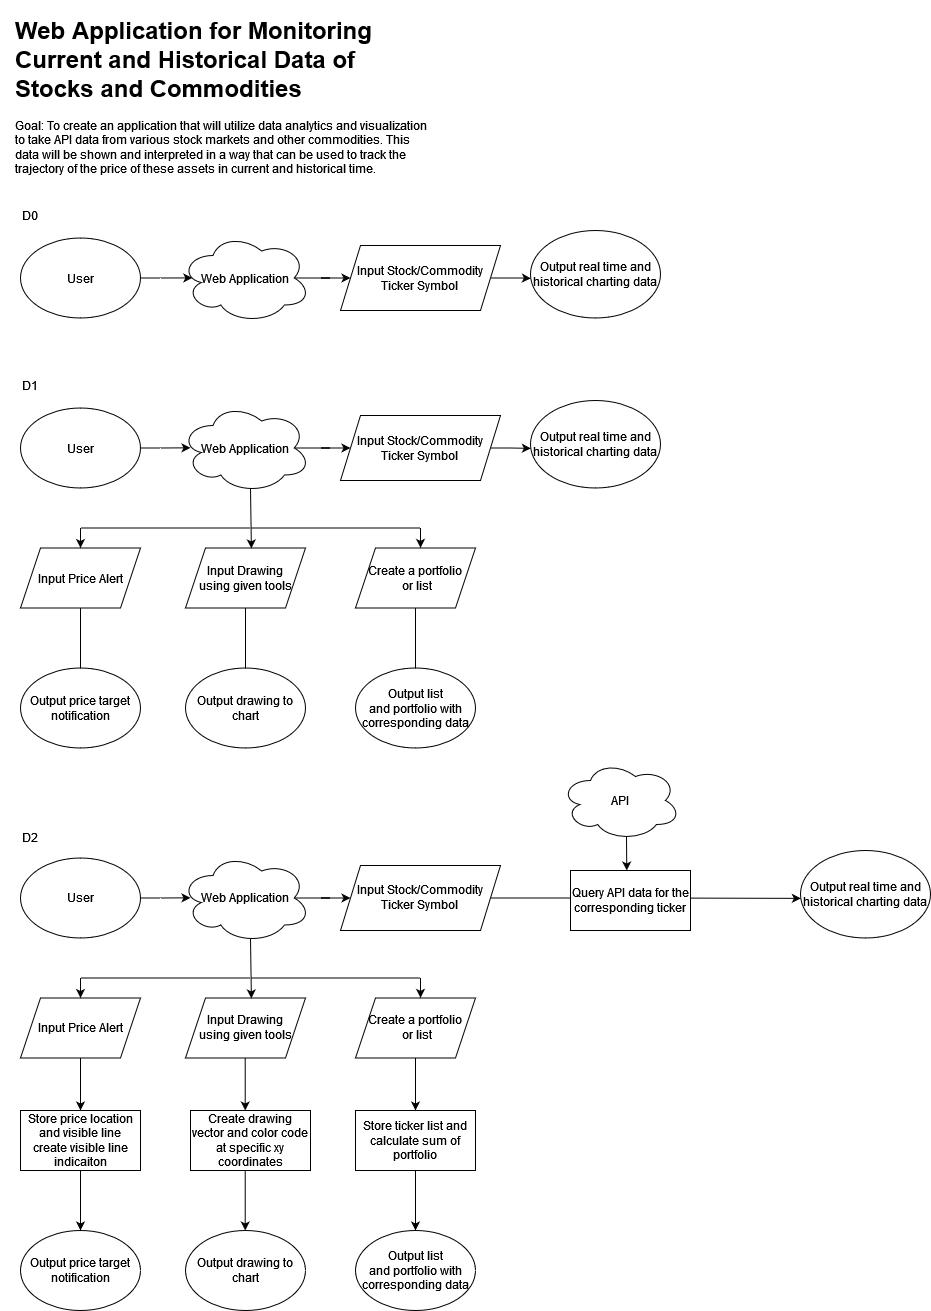 Web Application for Monitoring
Current and Historical Data of
Stocks and Commodities
Goal: To create an application that will utilize data analytics and visualization
to take API data from various stock markets and other commodities. This
data will be shown and interpreted in a way that can be used to track the
trajectory of the price of these assets in current and historical time.
D0
User
Web Application
Input Stock/Commodity
Ticker Symbol
Output real time and
historical charting data
D1
User
Web Application
Input Stock/Commodity
Ticker Symbol
Output real time and
historical charting data
Input Price Alert
Input Drawing
using given tools
Create a portfolio
or list
Output price target
notification
Output drawing to
chart
Output list
and portfolio with
corresponding data
API
D2
User
Web Application
Input Stock/Commodity
Ticker Symbol
Query API data for the
corresponding ticker
Output real time and
historical charting data
Input Price Alert
Input Drawing
using given tools
Create a portfolio
or list
Store price location
and visible line
create visible line
indicaiton
Create drawing
vector and color code
at specific xy
coordinates
Store ticker list and
calculate sum of
portfolio
Output price target
notification
Output drawing to
chart
Output list
and portfolio with
corresponding data